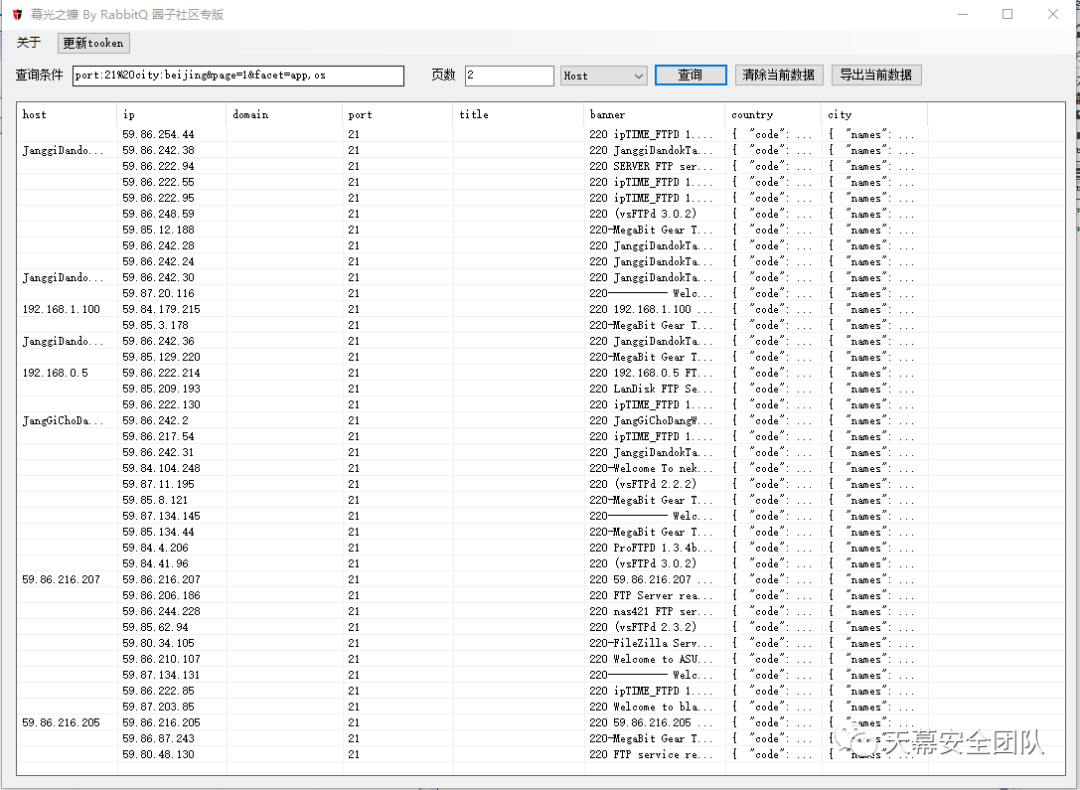 幕光之镰 By RabbitQ 圈子社区专版
关于 更新tooken
查询条件 port:21%20city:beijing&page=1&facet=app,os 页数 2 Host 查询 清除当前数据 导出当前数据
host ip domain port title banner country city
59.86.254.44 21 220 ipTIME_FTPD 1.... { "code": ... { "names": ...
JanggiDando... 59.86.242.38 21 220 JanggiDandokTa... { "code": ... { "names": ...
59.86.222.94 21 220 SERVER FTP ser... { "code": ... { "names": ...
59.86.222.55 21 220 ipTIME_FTPD 1.... { "code": ... { "names": ...
59.86.222.95 21 220 ipTIME_FTPD 1.... { "code": ... { "names": ...
59.86.248.59 21 220 (vsFTPd 3.0.2) { "code": ... { "names": ...
59.85.12.188 21 220-MegaBit Gear T... { "code": ... { "names": ...
59.86.242.28 21 220 JanggiDandokTa... { "code": ... { "names": ...
59.86.242.24 21 220 JanggiDandokTa... { "code": ... { "names": ...
JanggiDando... 59.86.242.30 21 220 JanggiDandokTa... { "code": ... { "names": ...
59.87.20.116 21 220---------- Welc... { "code": ... { "names": ...
192.168.1.100 59.84.179.215 21 220 192.168.1.100 ... { "code": ... { "names": ...
59.85.3.178 21 220-MegaBit Gear T... { "code": ... { "names": ...
JanggiDando... 59.86.242.36 21 220 JanggiDandokTa... { "code": ... { "names": ...
59.85.129.220 21 220-MegaBit Gear T... { "code": ... { "names": ...
192.168.0.5 59.86.222.214 21 220 192.168.0.5 FT... { "code": ... { "names": ...
59.85.209.193 21 220 LanDisk FTP Se... { "code": ... { "names": ...
59.86.222.130 21 220 ipTIME_FTPD 1.... { "code": ... { "names": ...
JangGiChoDa... 59.86.242.2 21 220 JangGiChoDangW... { "code": ... { "names": ...
59.86.217.54 21 220 ipTIME_FTPD 1.... { "code": ... { "names": ...
59.86.242.31 21 220 JanggiDandokTa... { "code": ... { "names": ...
59.84.104.248 21 220-Welcome To nek... { "code": ... { "names": ...
59.87.11.195 21 220 (vsFTPd 2.2.2) { "code": ... { "names": ...
59.85.8.121 21 220-MegaBit Gear T... { "code": ... { "names": ...
59.87.134.145 21 220---------- Welc... { "code": ... { "names": ...
59.85.134.44 21 220-MegaBit Gear T... { "code": ... { "names": ...
59.84.4.206 21 220 ProFTPD 1.3.4b... { "code": ... { "names": ...
59.84.41.96 21 220 (vsFTPd 3.0.2) { "code": ... { "names": ...
59.86.216.207 59.86.216.207 21 220 59.86.216.207 ... { "code": ... { "names": ...
59.86.206.186 21 220 FTP Server rea... { "code": ... { "names": ...
59.86.244.228 21 220 nas421 FTP ser... { "code": ... { "names": ...
59.85.62.94 21 220 (vsFTPd 2.3.2) { "code": ... { "names": ...
59.80.34.105 21 220-FileZilla Serv... { "code": ... { "names": ...
59.86.210.107 21 220 Welcome to ASU... { "code": ... { "names": ...
59.87.134.131 21 220---------- Welc... { "code": ... { "names": ...
59.86.222.85 21 220 ipTIME_FTPD 1.... { "code": ... { "names": ...
59.87.203.85 21 220 Welcome to bla... { "code": ... { "names": ...
59.86.216.205 59.86.216.205 21 220 59.86.216.205 ... { "code": ... { "names": ...
59.86.87.243 21 220-MegaBit Gear T... { "code": ... { "names": ...
59.80.48.130 21 220 FTP service re... { "code": ... { "names": ...
天幕安全团队